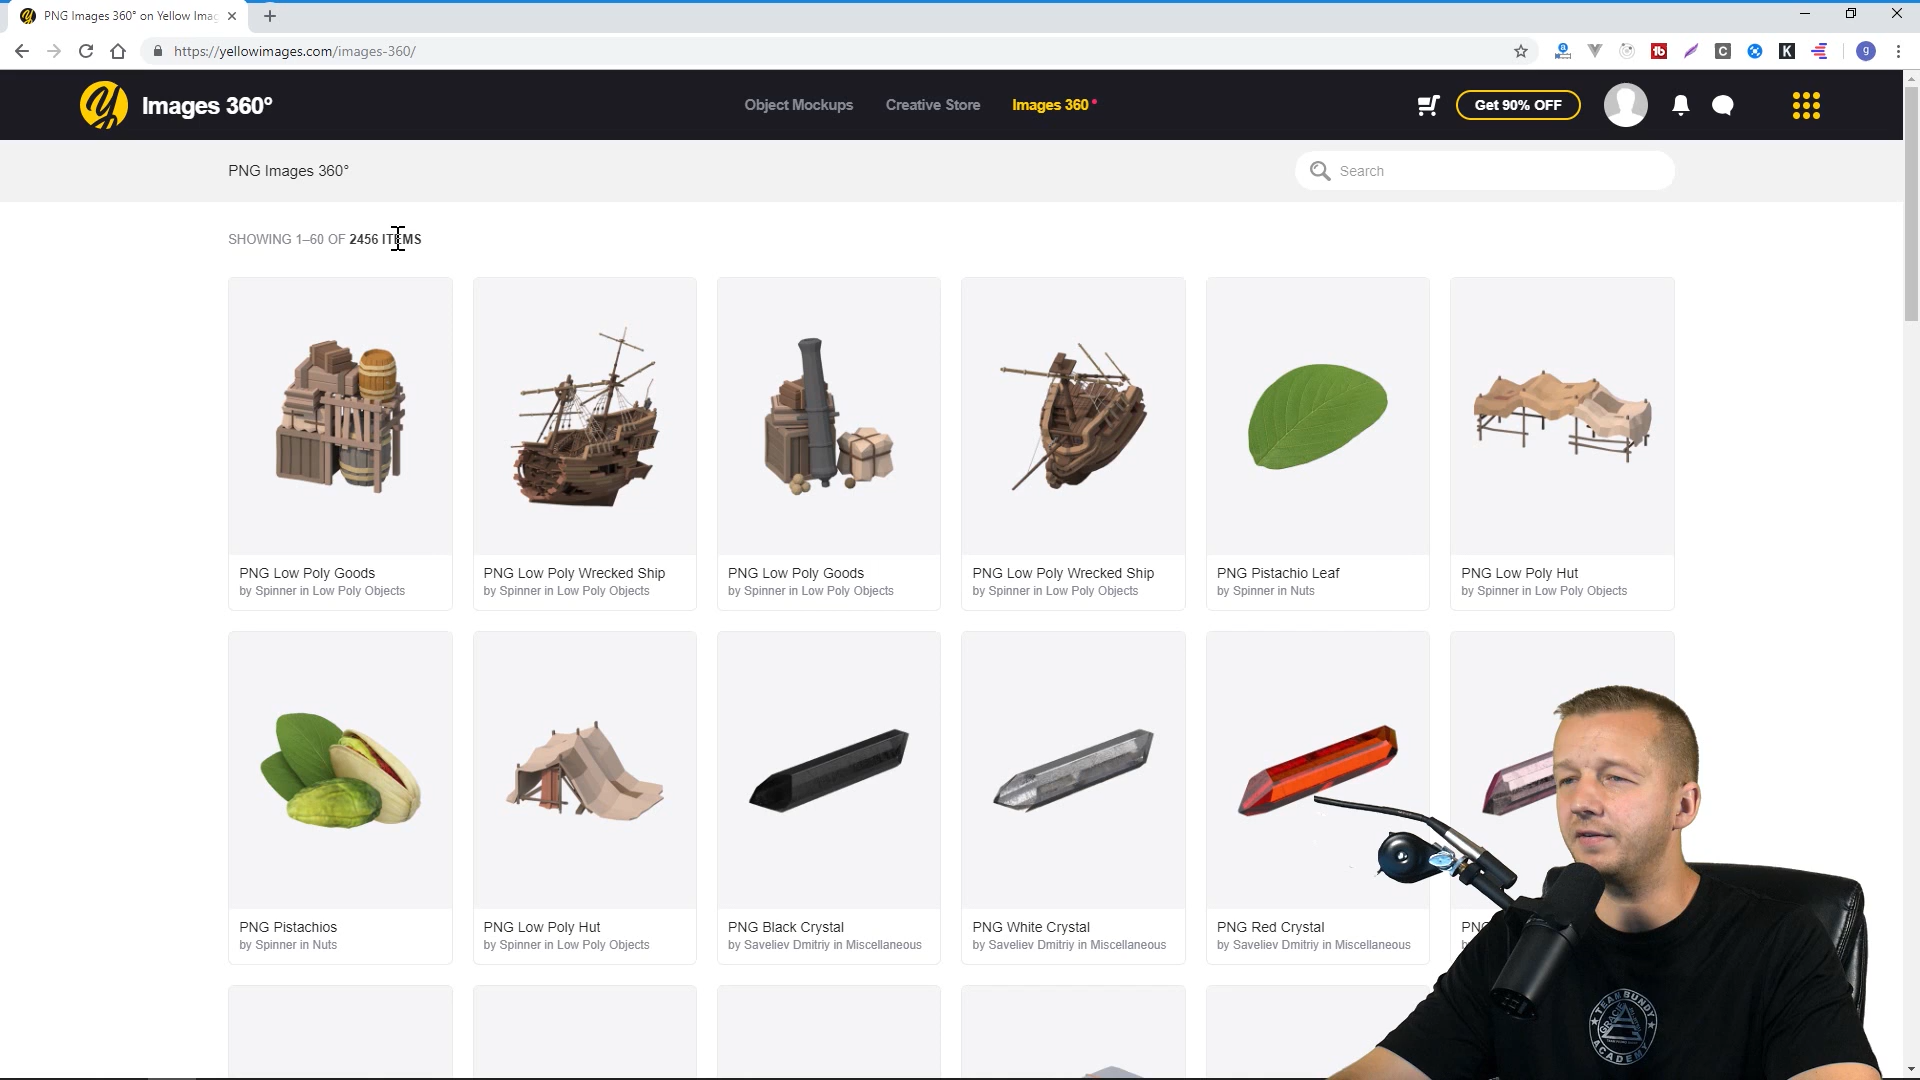 PNG Images 360° on Yellow Imag
https://yellowimages.com/images-360/
Images 360°
Object Mockups
Creative Store
Images 360
Get 90% OFF
PNG Images 360°
Search
SHOWING 1–60 OF 2456 ITEMS
PNG Low Poly Goods
by Spinner in Low Poly Objects
PNG Low Poly Wrecked Ship
by Spinner in Low Poly Objects
PNG Low Poly Goods
by Spinner in Low Poly Objects
PNG Low Poly Wrecked Ship
by Spinner in Low Poly Objects
PNG Pistachio Leaf
by Spinner in Nuts
PNG Low Poly Hut
by Spinner in Low Poly Objects
PNG Pistachios
by Spinner in Nuts
PNG Low Poly Hut
by Spinner in Low Poly Objects
PNG Black Crystal
by Saveliev Dmitriy in Miscellaneous
PNG White Crystal
by Saveliev Dmitriy in Miscellaneous
PNG Red Crystal
by Saveliev Dmitriy in Miscellaneous
TEAM BUNDY
GRACIE
ACADEMY